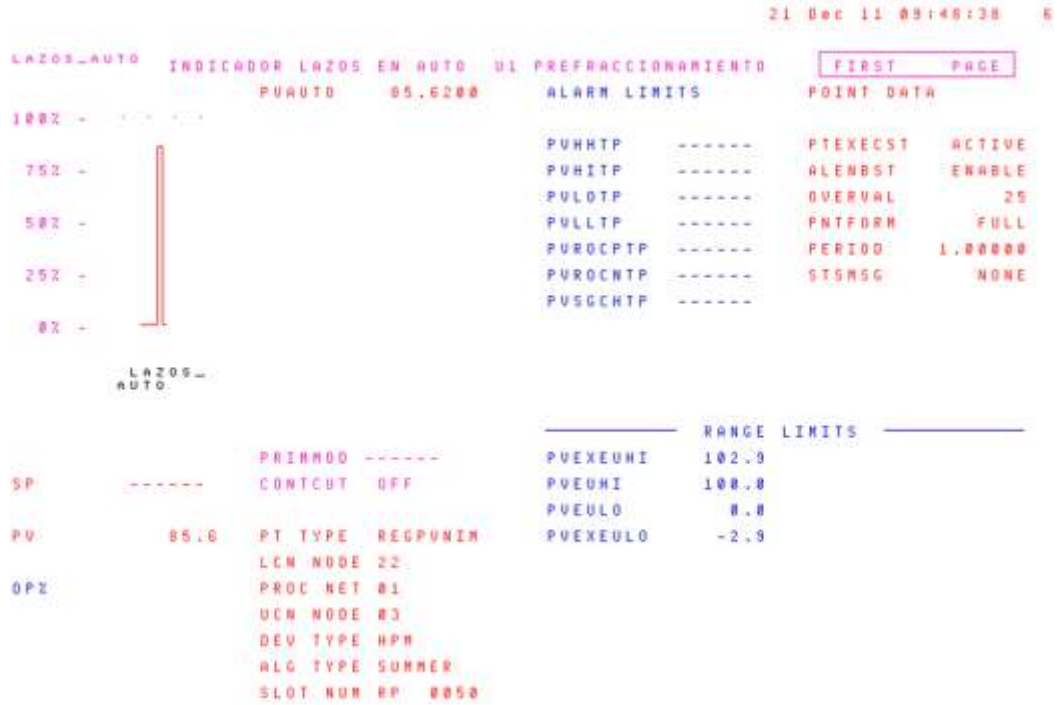 21 Dec 11 09:46:38 6
LAZOS_AUTO INDICADOR LAZOS EN AUTO U1 PREFRACCIONAMIENTO FIRST PAGE
PVAUTO 85.6200 ALARM LIMITS POINT DATA
100% -
PVHHTP ------ PTEXECST ACTIVE
75% - PVHITP ------ ALENBST ENABLE
PVLOTP ------ OVERVAL 25
50% - PVLLTP ------ PNTFORM FULL
PVROCPTP ------ PERIOD 1.00000
25% - PVROCNTP ------ STSMSG NONE
PVSGCHTP ------
0% -
LAZOS_
AUTO
RANGE LIMITS
PRIMMOD ------ PVEXEUHI 102.9
SP ------ CONTCUT OFF PVEUHI 100.0
PVEULO 0.0
PV 85.6 PT TYPE REGPVNIM PVEXEULO -2.9
LCN NODE 22
OP% PROC NET 01
UCN NODE 03
DEV TYPE HPM
ALG TYPE SUMMER
SLOT NUM RP 0050